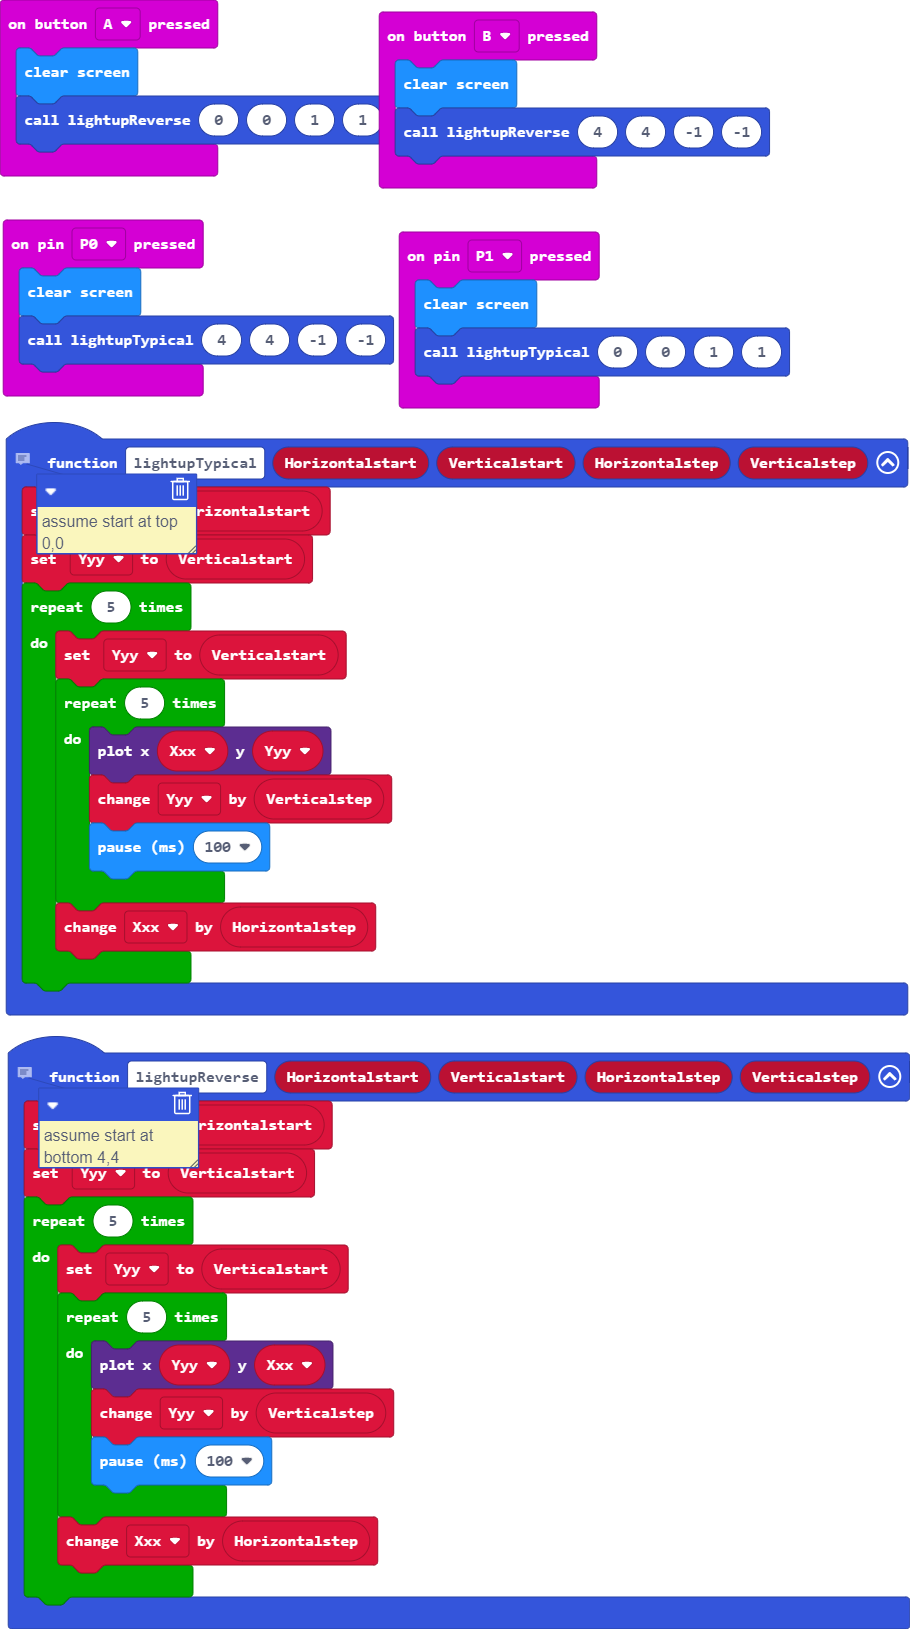 on button A pressed
clear screen
call lightupReverse 0 0 1 1
on button B pressed
clear screen
call lightupReverse 4 4 -1 -1
on pin P0 pressed
clear screen
call lightupTypical 4 4 -1 -1
on pin P1 pressed
clear screen
call lightupTypical 0 0 1 1
function lightupTypical Horizontalstart Verticalstart Horizontalstep Verticalstep
assume start at top
0,0
rizontalstart
set Yyy to Verticalstart
repeat 5 times
do
set Yyy to Verticalstart
repeat 5 times
do
plot x Xxx y Yyy
change Yyy by Verticalstep
pause (ms) 100
change Xxx by Horizontalstep
function lightupReverse Horizontalstart Verticalstart Horizontalstep Verticalstep
assume start at
bottom 4,4
rizontalstart
set Yyy to Verticalstart
repeat 5 times
do
set Yyy to Verticalstart
repeat 5 times
do
plot x Yyy y Xxx
change Yyy by Verticalstep
pause (ms) 100
change Xxx by Horizontalstep